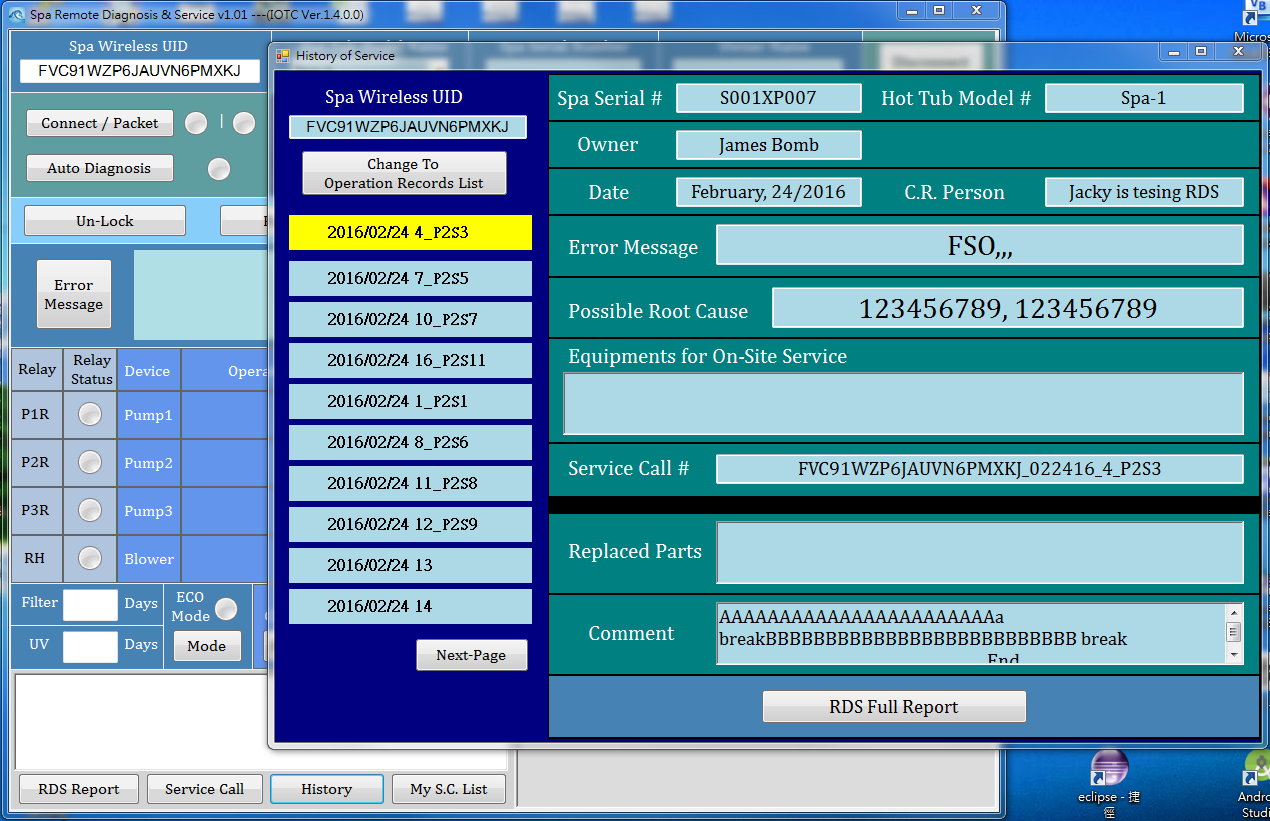 Spa Remote Diagnosis & Service v1.01 ---(IOTC Ver.1.4.0.0)
Spa Wireless UID
FVC91WZP6JAUVN6PMXKJ
Connect / Packet
|
Auto Diagnosis
Un-Lock
Error
Message
Relay
Relay
Status
Device
Opera
P1R
Pump1
P2R
Pump2
P3R
Pump3
RH
Blower
Filter
Days
UV
Days
ECO
Mode
Mode
RDS Report
Service Call
History
My S.C. List
History of Service
Spa Wireless UID
FVC91WZP6JAUVN6PMXKJ
Change To
Operation Records List
2016/02/24 4_P2S3
2016/02/24 7_P2S5
2016/02/24 10_P2S7
2016/02/24 16_P2S11
2016/02/24 1_P2S1
2016/02/24 8_P2S6
2016/02/24 11_P2S8
2016/02/24 12_P2S9
2016/02/24 13
2016/02/24 14
Next-Page
Spa Serial # S001XP007 Hot Tub Model # Spa-1
Owner James Bomb
Date February, 24/2016 C.R. Person Jacky is tesing RDS
Error Message FSO,,,
Possible Root Cause 123456789, 123456789
Equipments for On-Site Service
Service Call # FVC91WZP6JAUVN6PMXKJ_022416_4_P2S3
Replaced Parts
Comment
AAAAAAAAAAAAAAAAAAAAAAAa
breakBBBBBBBBBBBBBBBBBBBBBBBBBB break
End
RDS Full Report
VB
Micros
eclipse - 捷
徑
Andro
Studi